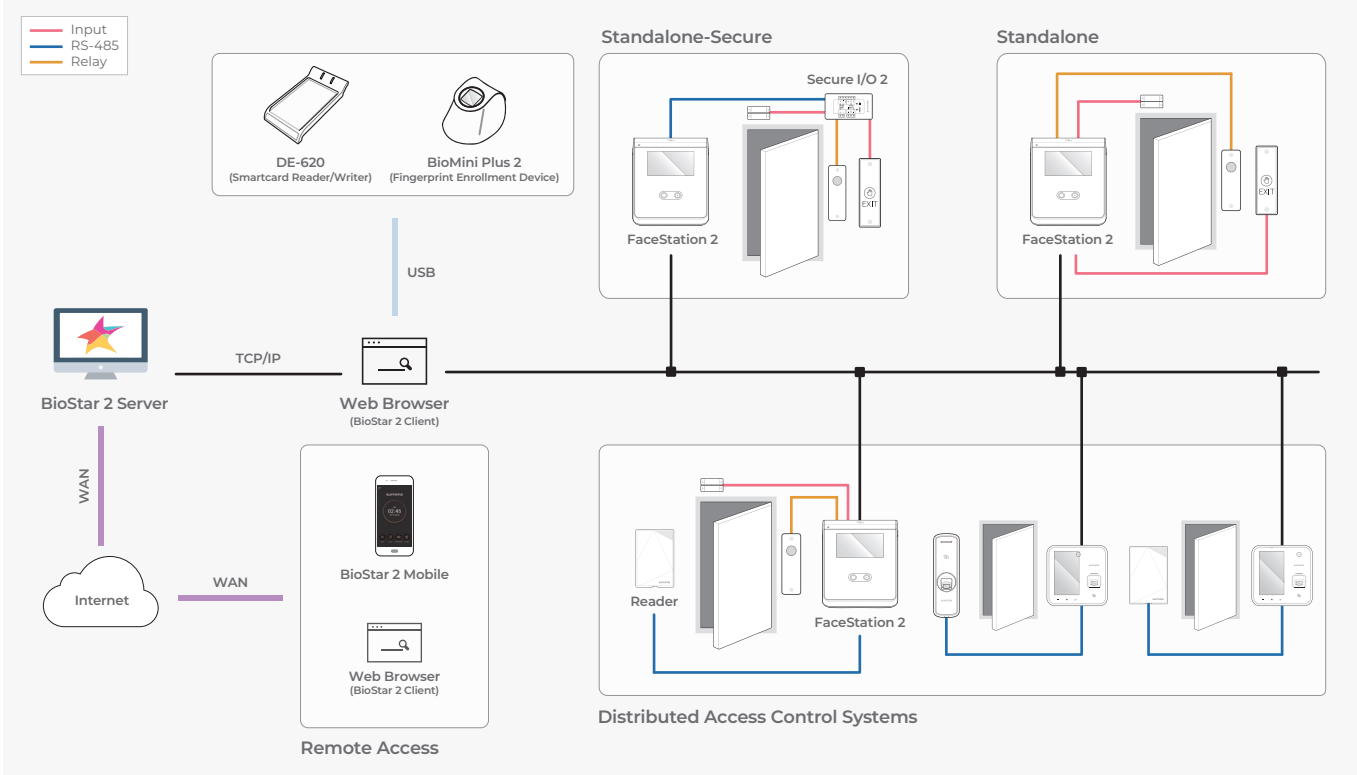 Input
RS-485
Relay
DE-620
(Smartcard Reader/Writer)
BioMini Plus 2
(Fingerprint Enrollment Device)
USB
Standalone-Secure
Secure I/O 2
EXIT
FaceStation 2
Standalone
EXIT
FaceStation 2
BioStar 2 Server
TCP/IP
Web Browser
(BioStar 2 Client)
WAN
Internet
WAN
02:45
BioStar 2 Mobile
Web Browser
(BioStar 2 Client)
Remote Access
Reader
FaceStation 2
Distributed Access Control Systems